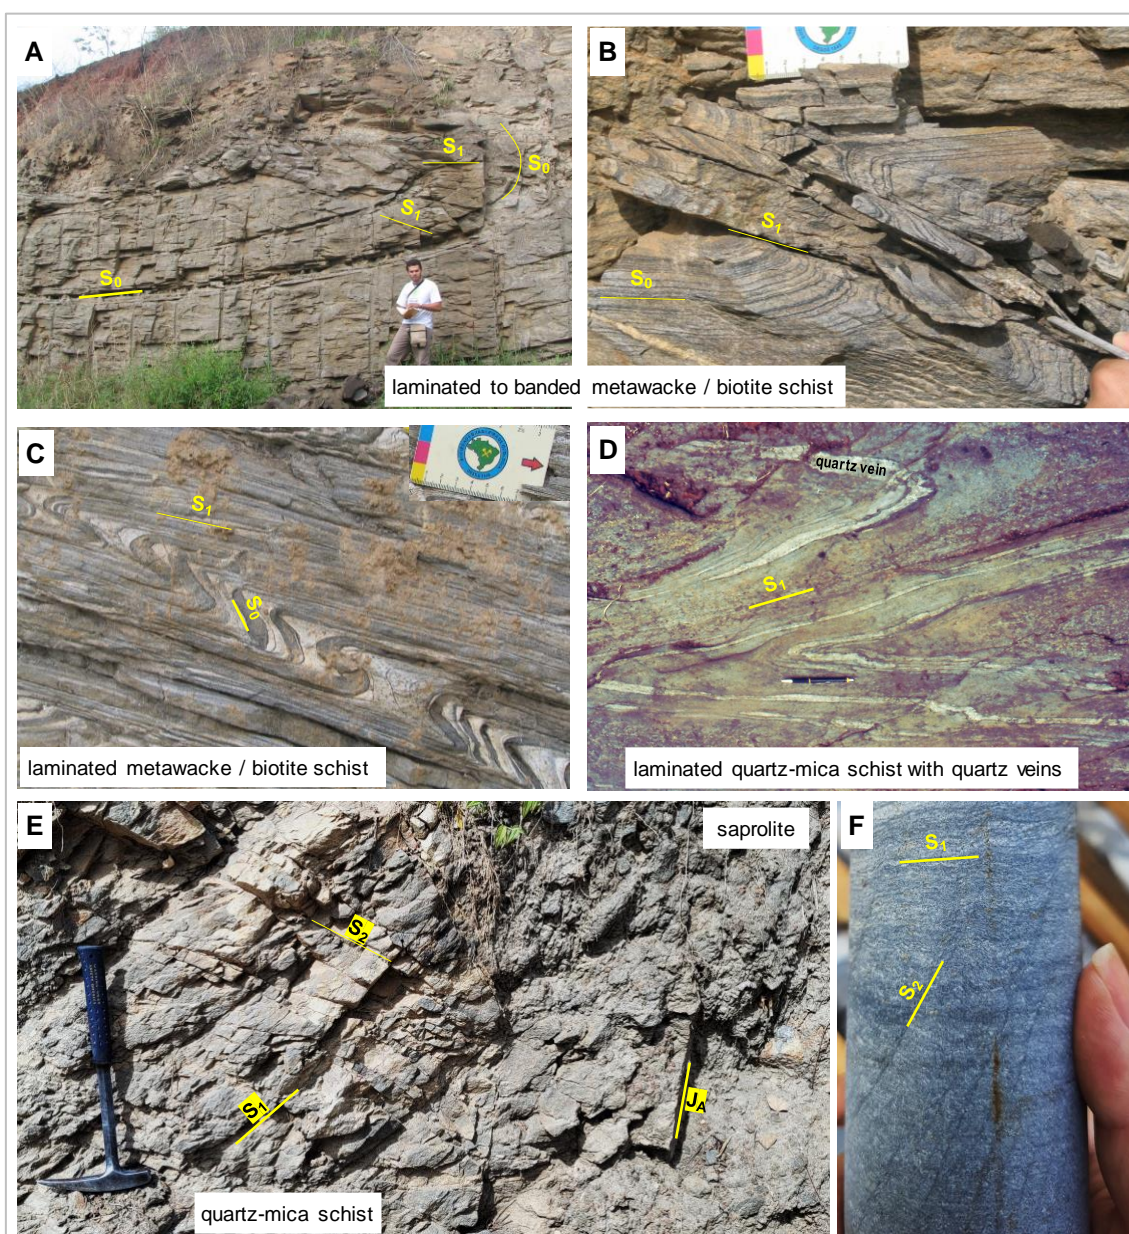 A
S1
S0
S1
S0
B
S1
S0
laminated to banded metawacke / biotite schist
C
S1
S0
laminated metawacke / biotite schist
D
quartz vein
S1
laminated quartz-mica schist with quartz veins
E
saprolite
S2
S1
JA
quartz-mica schist
F
S1
S2